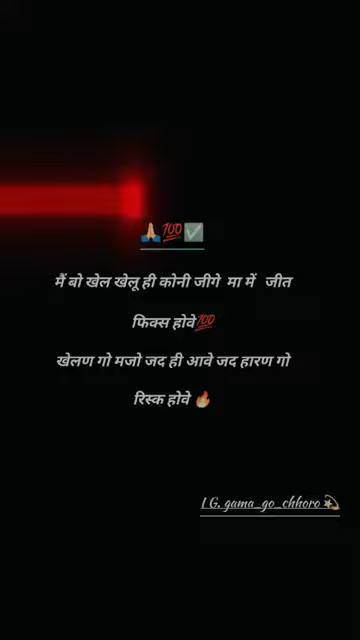 🙏💯✅
मैं बो खेल खेलू ही कोनी जीगे मा में जीत
फिक्स होवे💯
खेलण गो मजो जद ही आवे जद हारण गो
रिस्क होवे 🔥
I G. gama_go_chhoro 💫